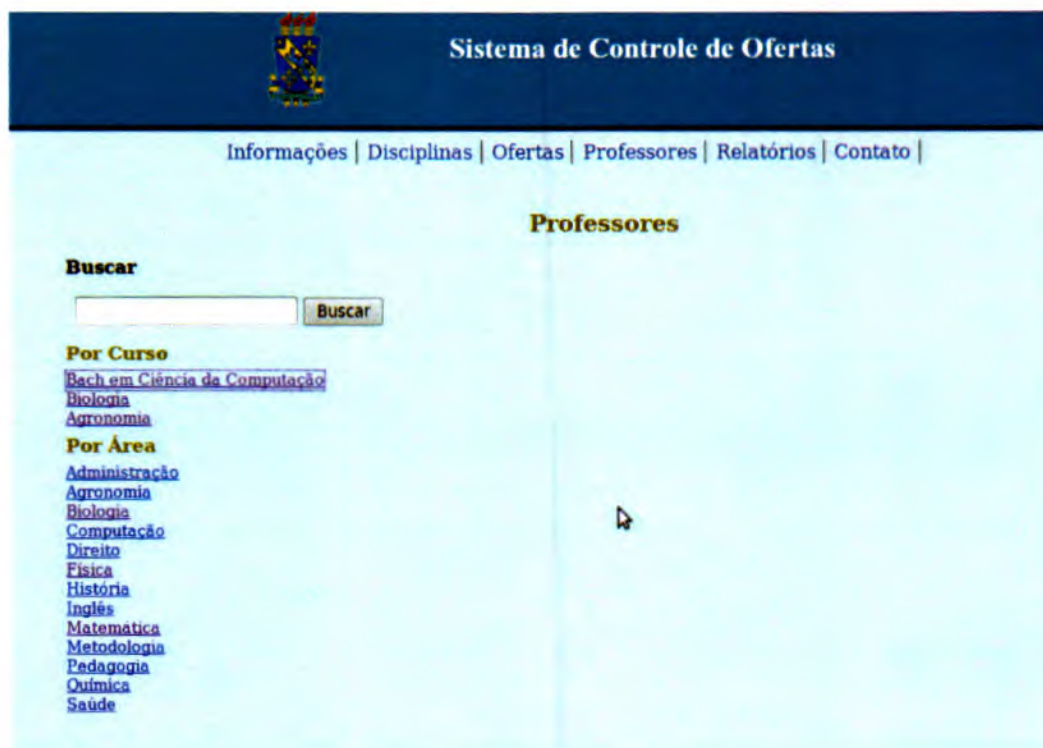 Sistema de Controle de Ofertas
Informações | Disciplinas | Ofertas | Professores | Relatórios | Contato |
Professores
Buscar
Buscar
Por Curso
Bach em Ciência da Computação
Biologia
Agronomia
Por Área
Administração
Agronomia
Biologia
Computação
Direito
Física
História
Inglês
Matemática
Metodologia
Pedagogia
Química
Saúde